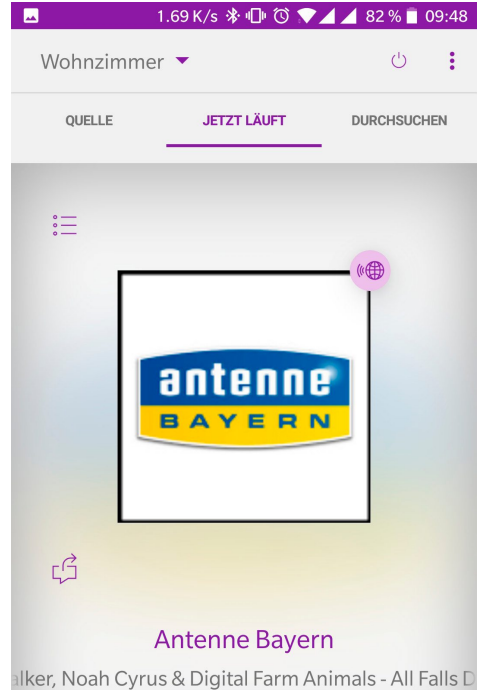 1.69 K/s 82 % 09:48
Wohnzimmer
QUELLE JETZT LÄUFT DURCHSUCHEN
antenne
BAYERN
Antenne Bayern
alker, Noah Cyrus & Digital Farm Animals - All Falls D